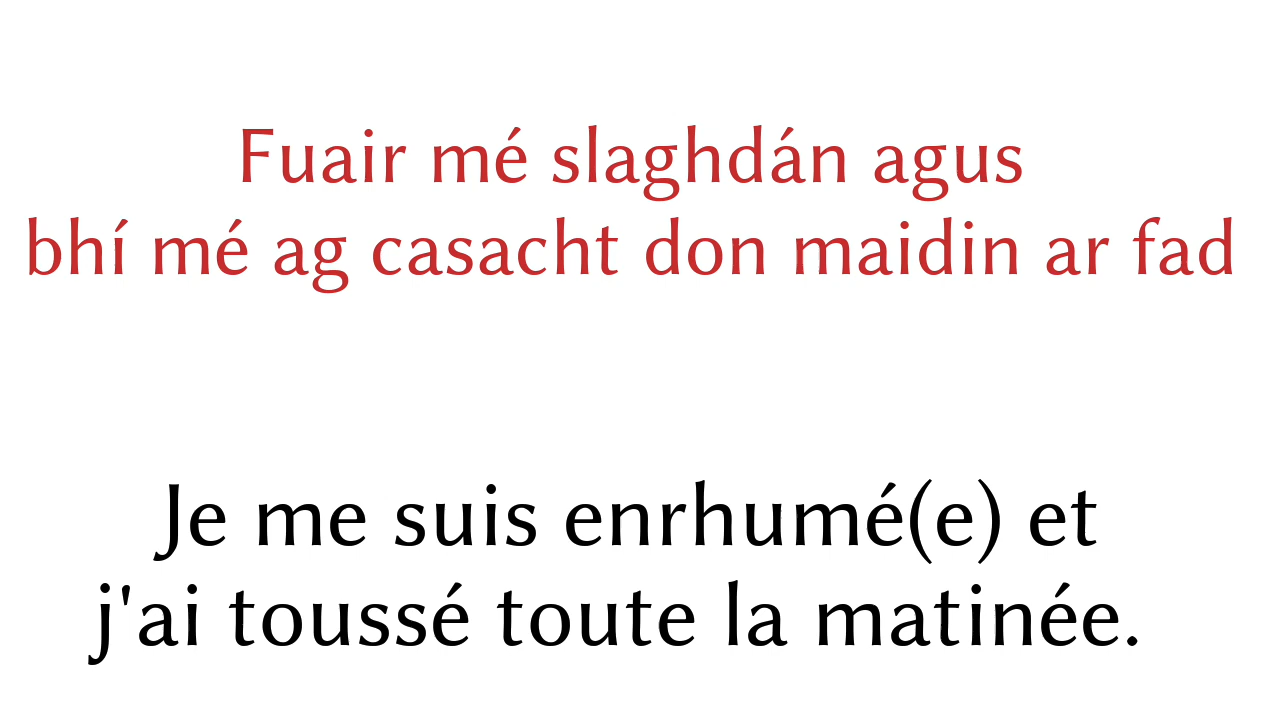 Fuair mé slaghdán agus
bhí mé ag casacht don maidin ar fad
Je me suis enrhumé(e) et
j'ai toussé toute la matinée.